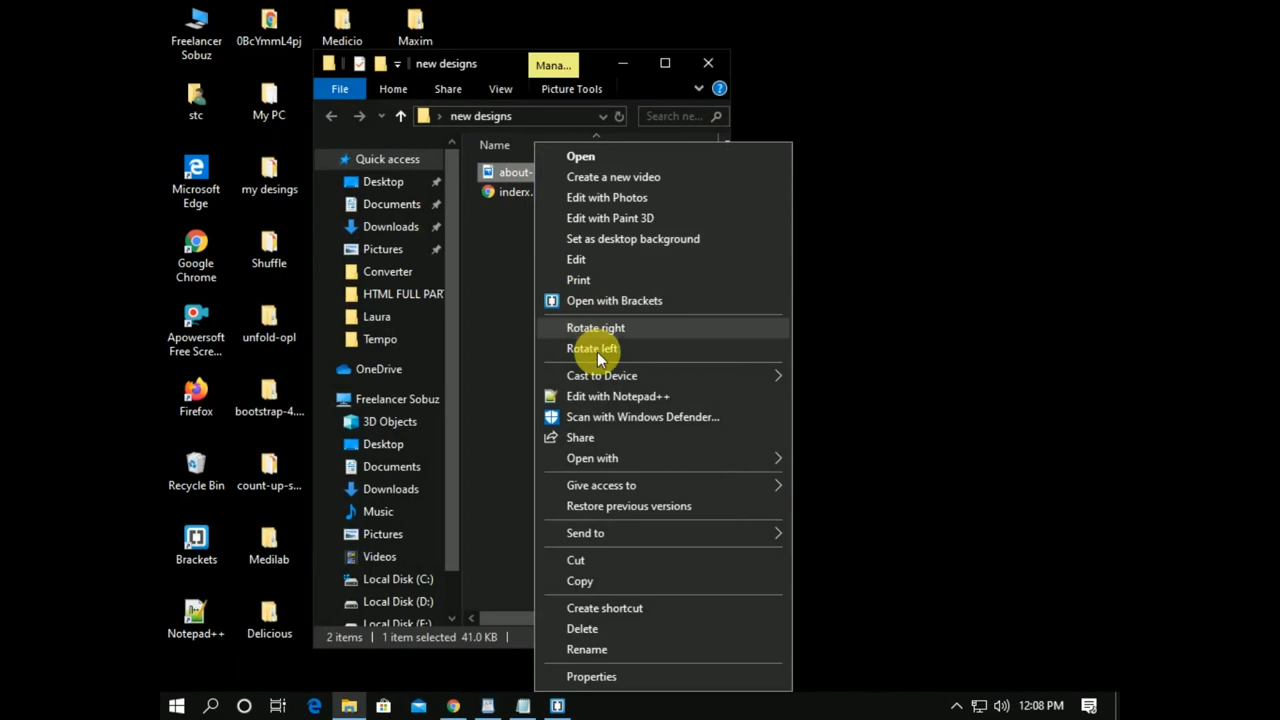 Freelancer Sobuz
0BcYmmL4pj
Medicio
Maxim
stc
My PC
Microsoft Edge
my desings
Google Chrome
Shuffle
Apowersoft Free Scre...
unfold-opl
Firefox
bootstrap-4....
Recycle Bin
count-up-s...
Brackets
Medilab
Notepad++
Delicious
new designs
Mana...
File
Home
Share
View
Picture Tools
new designs
Search ne...
Quick access
Desktop
Documents
Downloads
Pictures
Converter
HTML FULL PAR
Laura
Tempo
OneDrive
Freelancer Sobuz
3D Objects
Desktop
Documents
Downloads
Music
Pictures
Videos
Local Disk (C:)
Local Disk (D:)
Local Disk (E:)
Name
about-
inderx.
2 items
1 item selected 41.0 KB
Open
Create a new video
Edit with Photos
Edit with Paint 3D
Set as desktop background
Edit
Print
Open with Brackets
Rotate right
Rotate left
Cast to Device
Edit with Notepad++
Scan with Windows Defender...
Share
Open with
Give access to
Restore previous versions
Send to
Cut
Copy
Create shortcut
Delete
Rename
Properties
12:08 PM